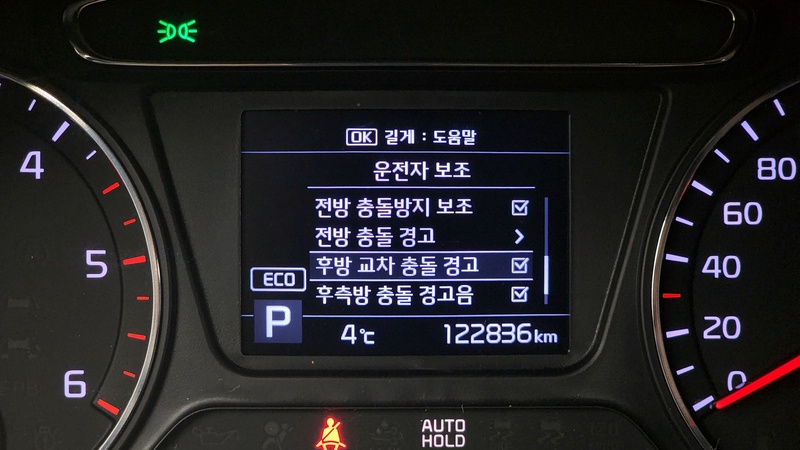 OK 길게 : 도움말
운전자 보조
전방 충돌방지 보조
전방 충돌 경고
후방 교차 충돌 경고
후측방 충돌 경고음
ECO
P
4℃
122836km
4
5
6
80
60
40
20
0
AUTO
HOLD